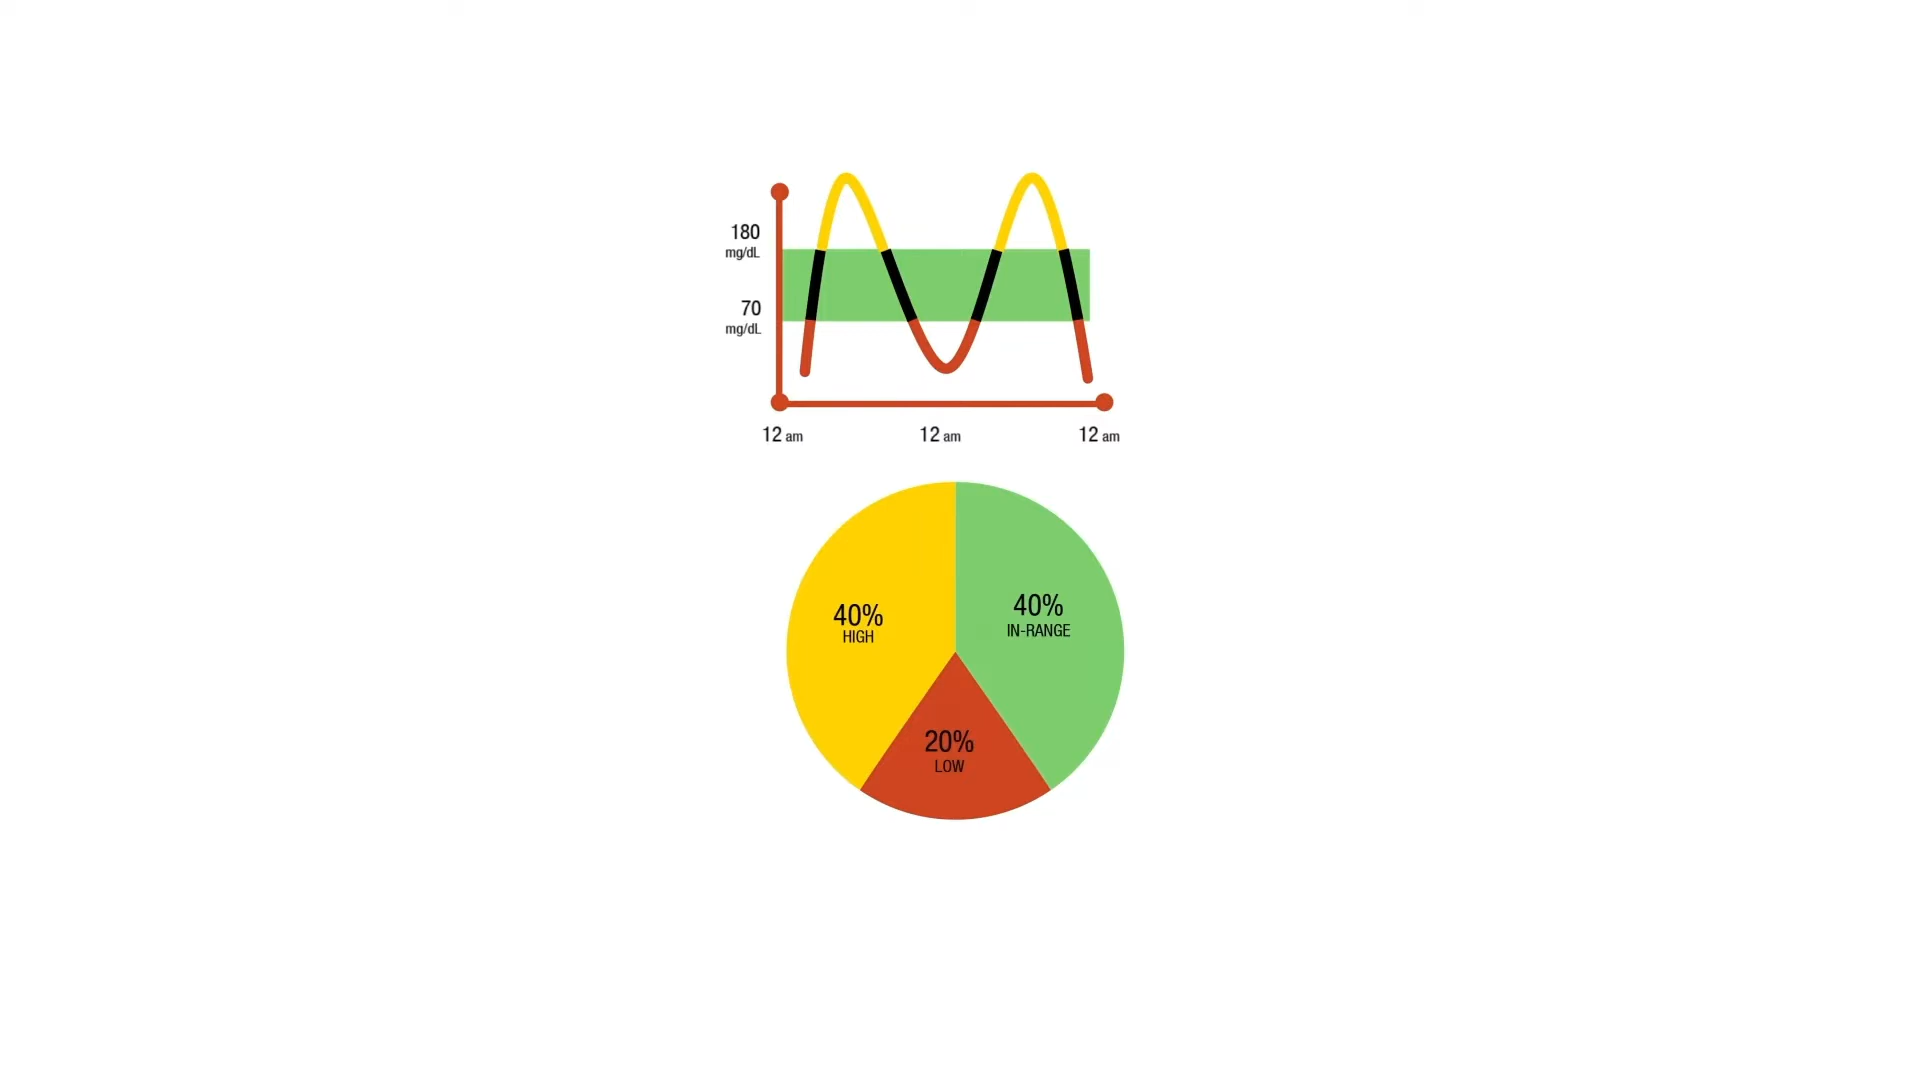 180
mg/dL
70
mg/dL
12 am 12 am 12 am
40%
HIGH
40%
IN-RANGE
20%
LOW